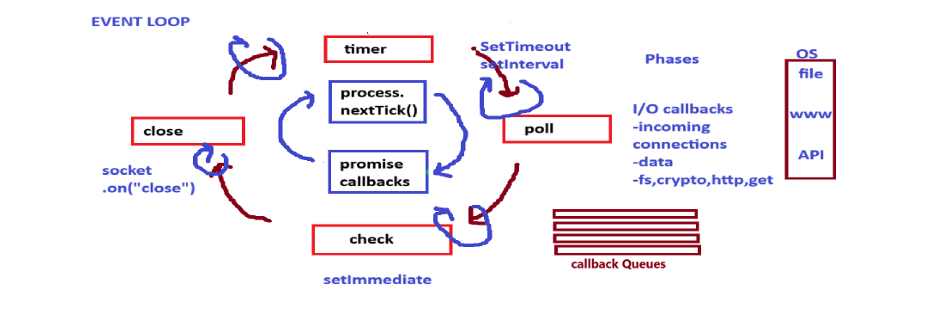 EVENT LOOP
timer
SetTimeout
setInterval
Phases
OS
file
www
API
process.
nextTick()
I/O callbacks
-incoming
connections
-data
-fs,crypto,http,get
close
poll
socket
.on("close")
promise
callbacks
check
setImmediate
callback Queues